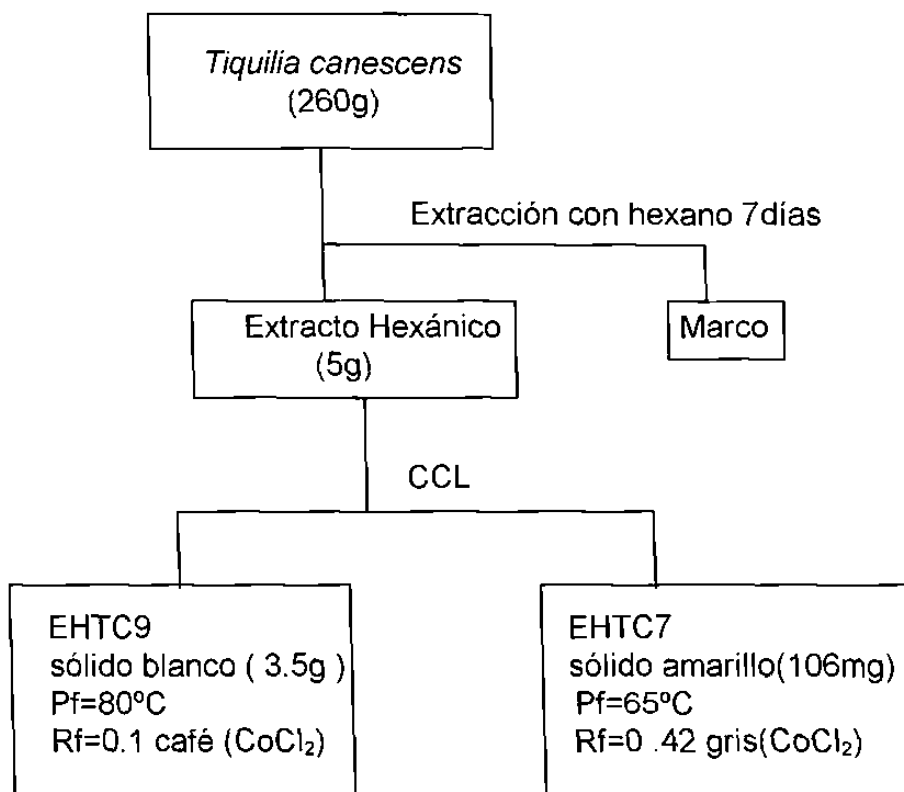 Tiquilia canescens
(260g)
Extracción con hexano 7días
Extracto Hexánico
(5g)
Marco
CCL
EHTC9
sólido blanco ( 3.5g )
Pf=80ºC
Rf=0.1 café (CoCl₂)
EHTC7
sólido amarillo(106mg)
Pf=65ºC
Rf=0 .42 gris(CoCl₂)